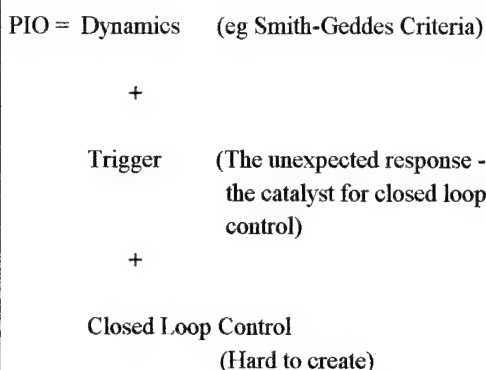 PIO = Dynamics (eg Smith-Geddes Criteria)
+
Trigger (The unexpected response -
the catalyst for closed loop
control)
+
Closed Loop Control
(Hard to create)